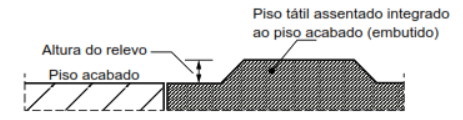 Piso tátil assentado integrado
ao piso acabado (embutido)
Altura do relevo
Piso acabado